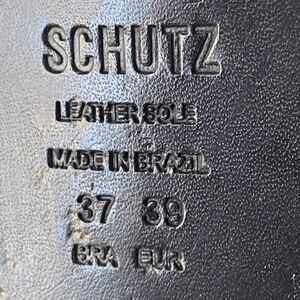 SCHUTZ
LEATHER SOLE
MADE IN BRAZIL
37 39
BRA EUR